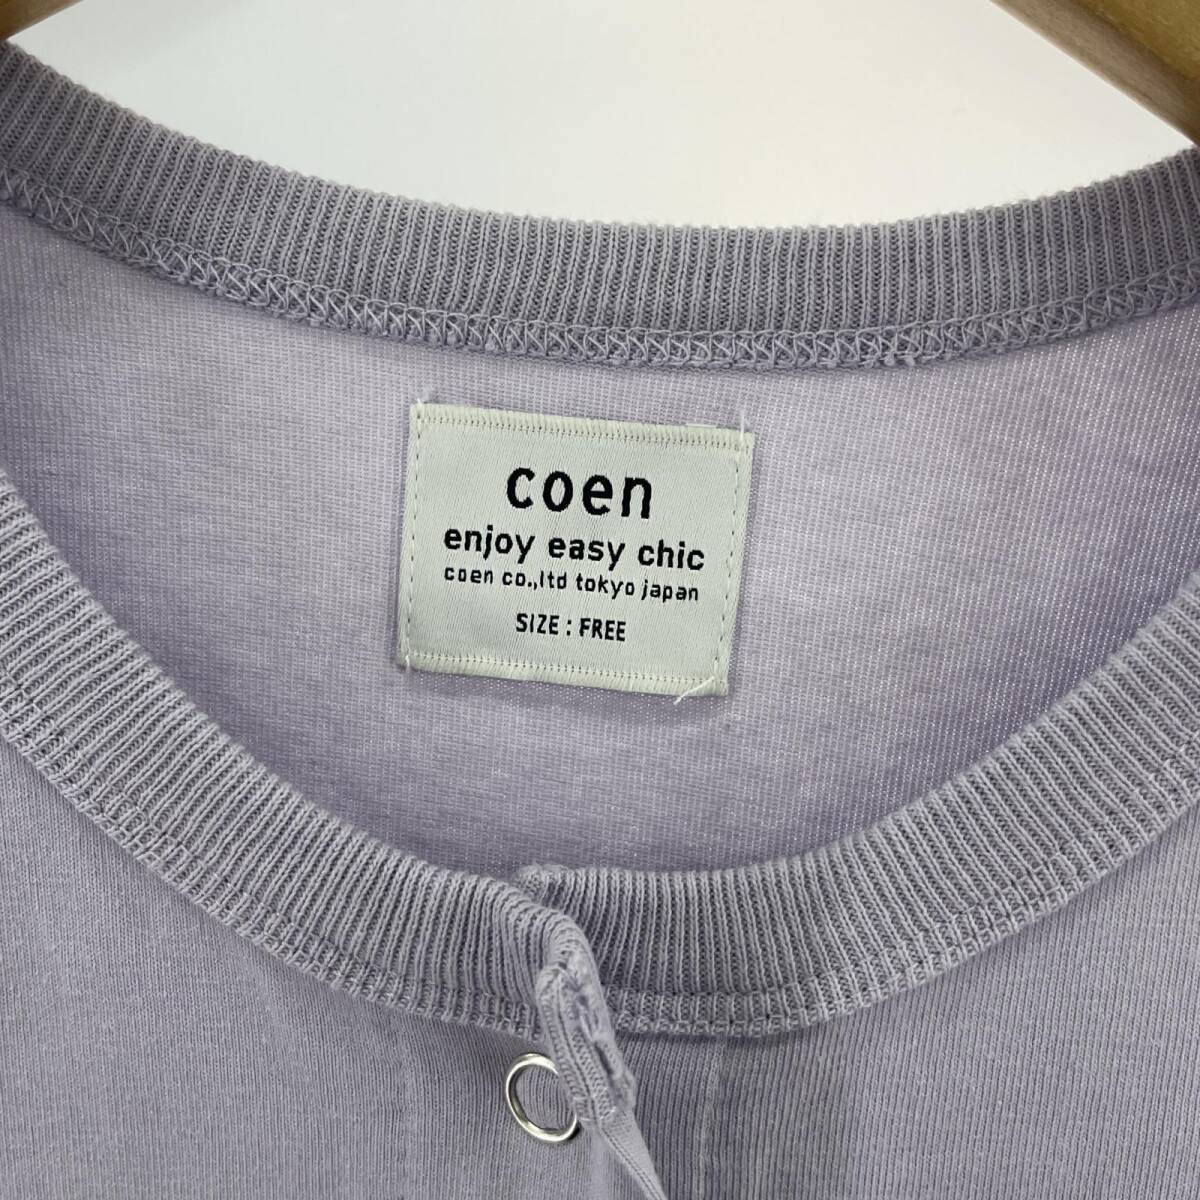 coen
enjoy easy chic
coen co.,ltd tokyo japan
SIZE : FREE